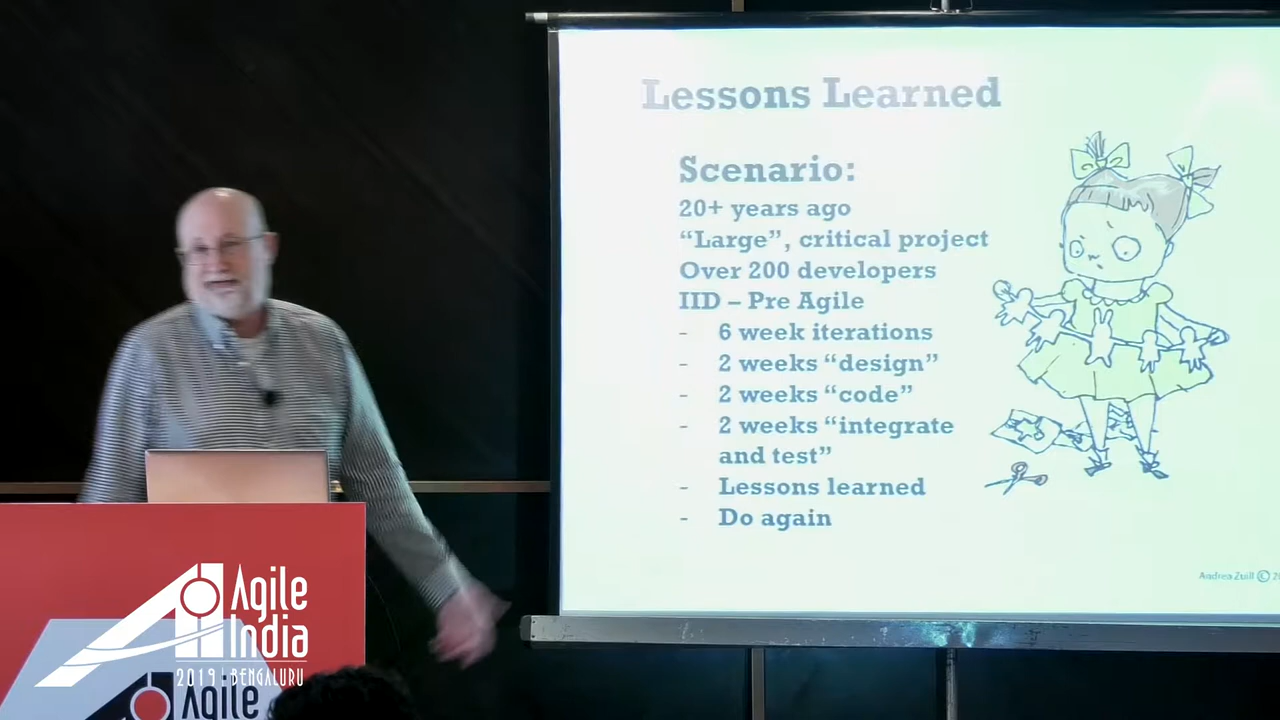 Lessons Learned
Scenario:
20+ years ago
“Large”, critical project
Over 200 developers
IID – Pre Agile
- 6 week iterations
- 2 weeks “design”
- 2 weeks “code”
- 2 weeks “integrate
and test”
- Lessons learned
- Do again
Andrea Zuill ©
Agile
India
2019 | BENGALURU
Agile